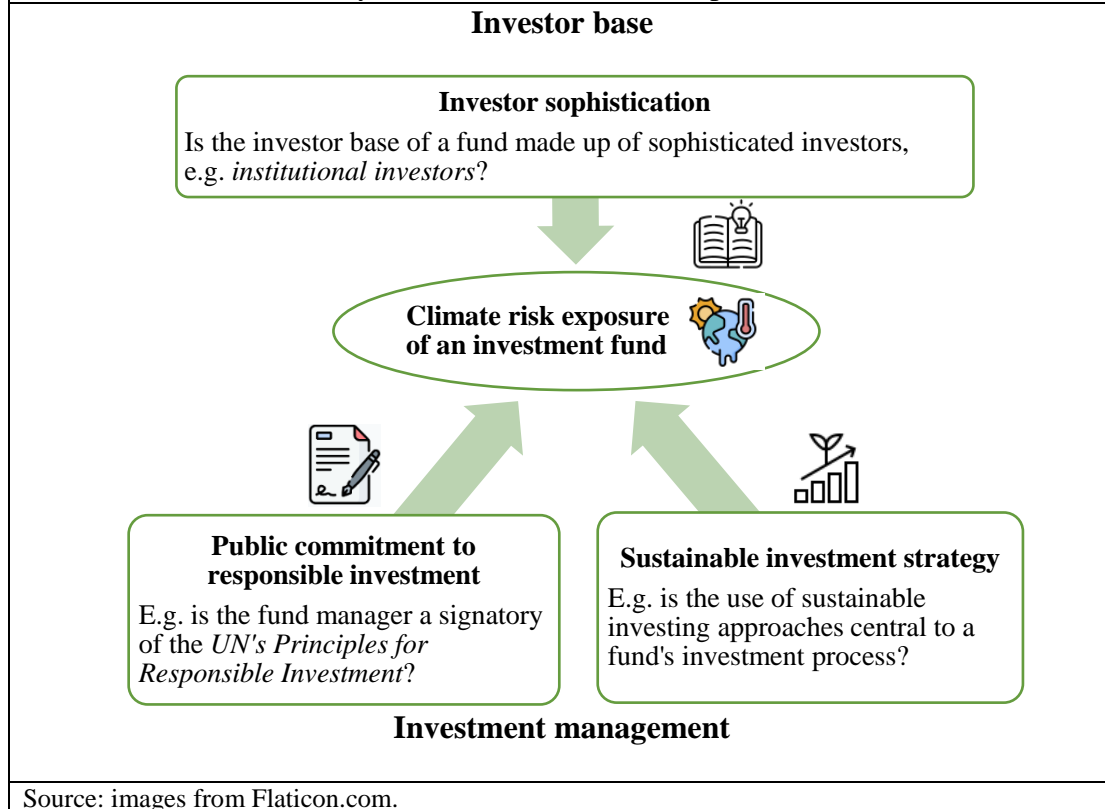 Investor base
Investor sophistication
Is the investor base of a fund made up of sophisticated investors,
e.g. institutional investors?
Climate risk exposure
of an investment fund
Public commitment to
responsible investment
E.g. is the fund manager a signatory
of the UN's Principles for
Responsible Investment?
Sustainable investment strategy
E.g. is the use of sustainable
investing approaches central to a
fund's investment process?
Investment management
Source: images from Flaticon.com.